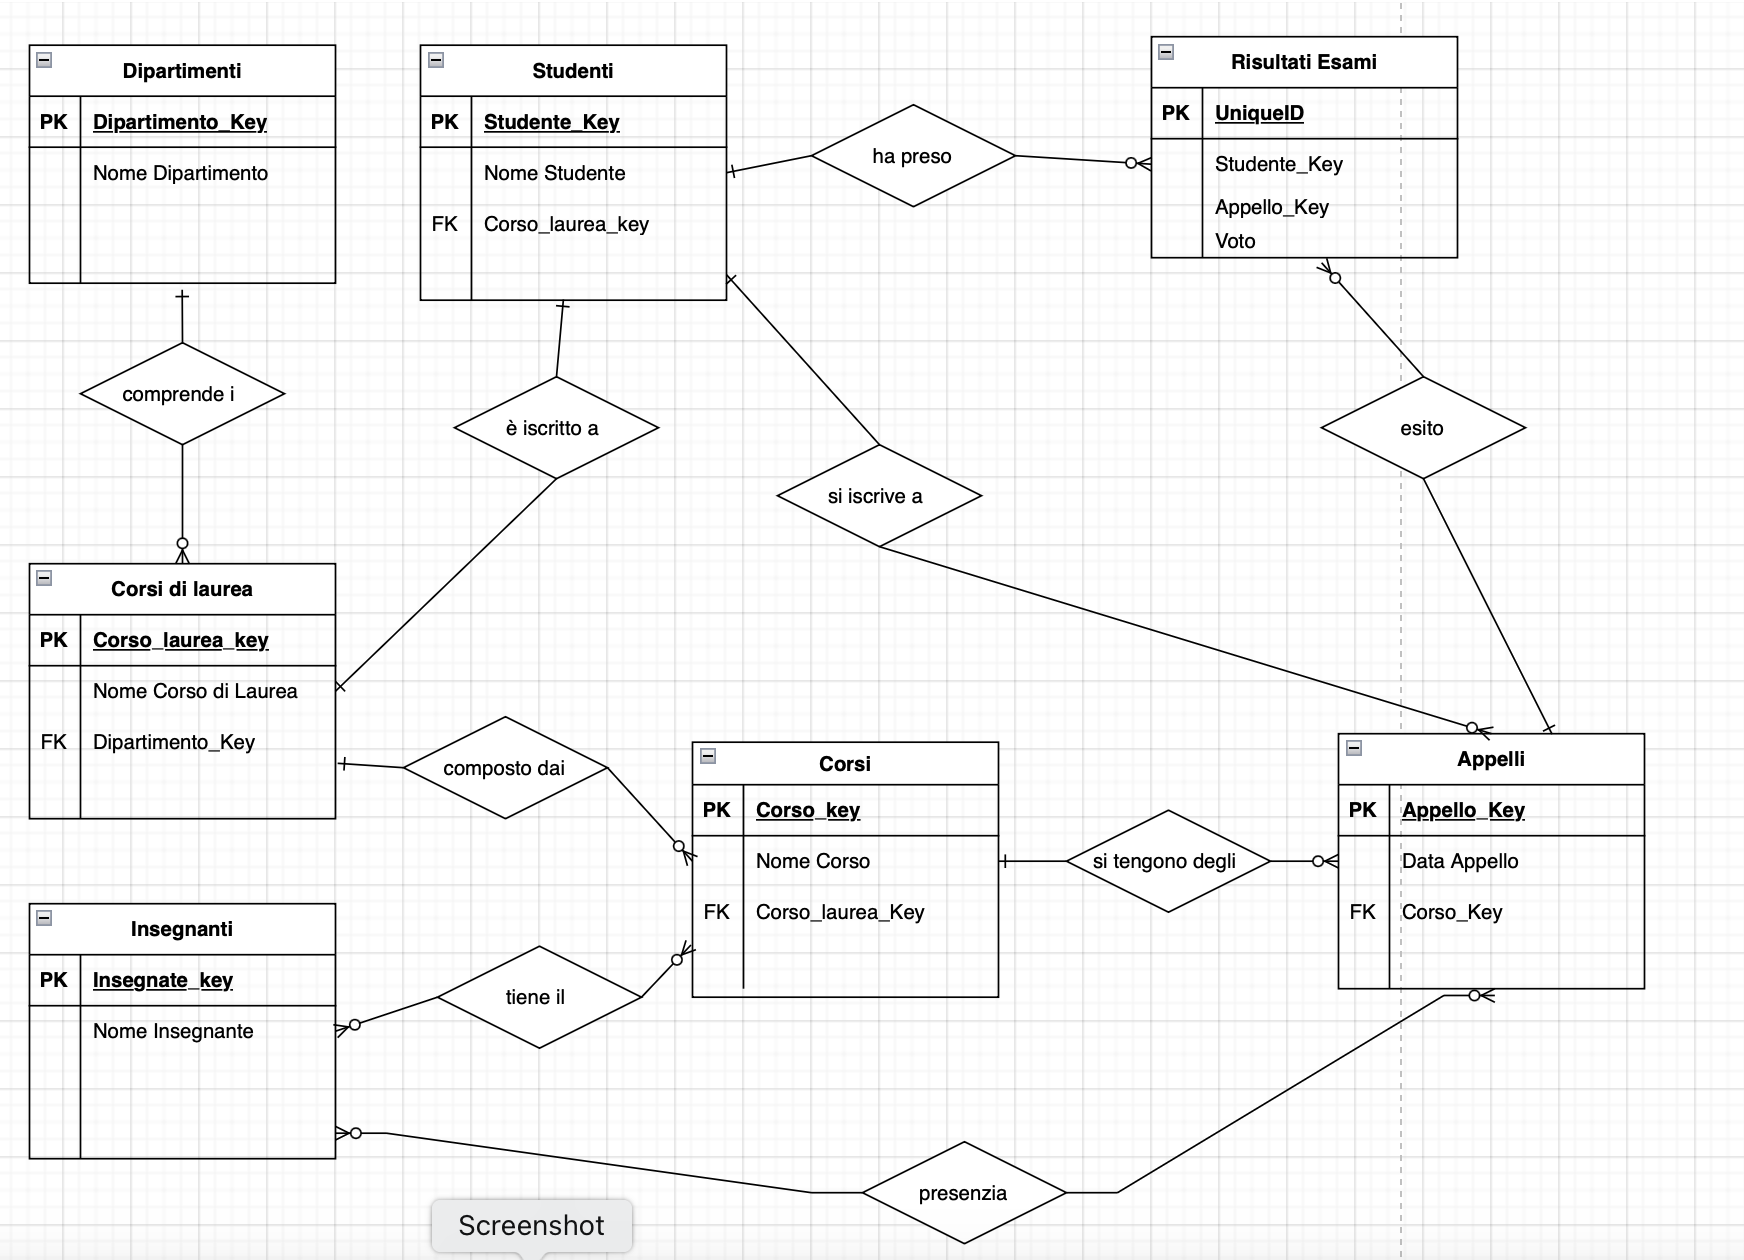 Dipartimenti
PK Dipartimento_Key
Nome Dipartimento
Studenti
PK Studente_Key
Nome Studente
FK Corso_laurea_key
ha preso
Risultati Esami
PK UniqueID
Studente_Key
Appello_Key
Voto
comprende i
è iscritto a
si iscrive a
esito
Corsi di laurea
PK Corso_laurea_key
Nome Corso di Laurea
FK Dipartimento_Key
composto dai
Corsi
PK Corso_key
Nome Corso
FK Corso_laurea_Key
si tengono degli
Appelli
PK Appello_Key
Data Appello
FK Corso_Key
Insegnanti
PK Insegnate_key
Nome Insegnante
tiene il
presenzia
Screenshot